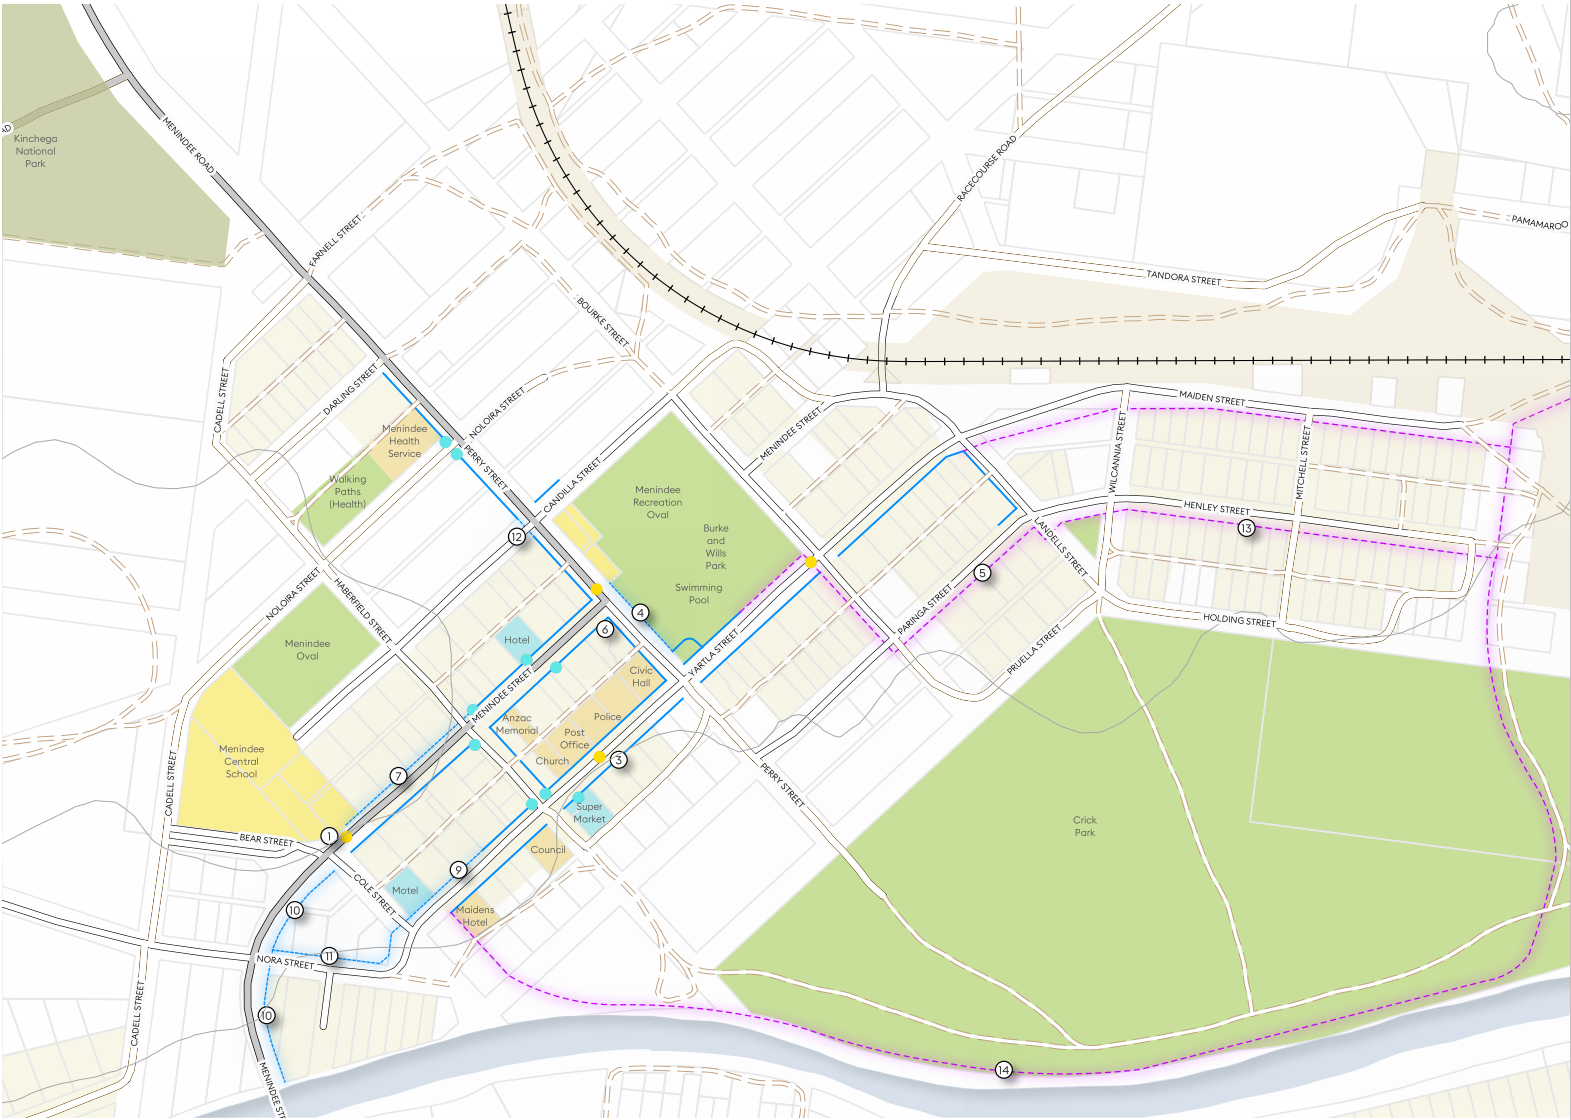 MENINDEE ROAD
Kinchega
National
Park
FARNELL STREET
RACECOURSE ROAD
PAMAMAROO
TANDORA STREET
BOURKE STREET
CADELL STREET
DARLING STREET
NOLOIRA STREET
Menindee
Health
Service
PERRY STREET
Walking
Paths
(Health)
CANDILLA STREET
MENINDEE STREET
MAIDEN STREET
WILCANNIA STREET
MITCHELL STREET
HENLEY STREET
13
Menindee
Recreation
Oval
Burke
and
Wills
Park
Swimming
Pool
12
LANDELLS STREET
5
PARINGA STREET
HOLDING STREET
PRUELLA STREET
NOLOIRA STREET
HABERFIELD STREET
4
6
Hotel
YARTLA STREET
Menindee
Oval
Civic
Hall
MENINDEE STREET
Anzac
Memorial
Police
Post
Office
Church
3
Menindee
Central
School
7
CADELL STREET
PERRY STREET
Super
Market
Crick
Park
1
BEAR STREET
Council
9
COLE STREET
Motel
Maidens
Hotel
10
11
NORA STREET
10
CADELL STREET
14
MENINDEE STR